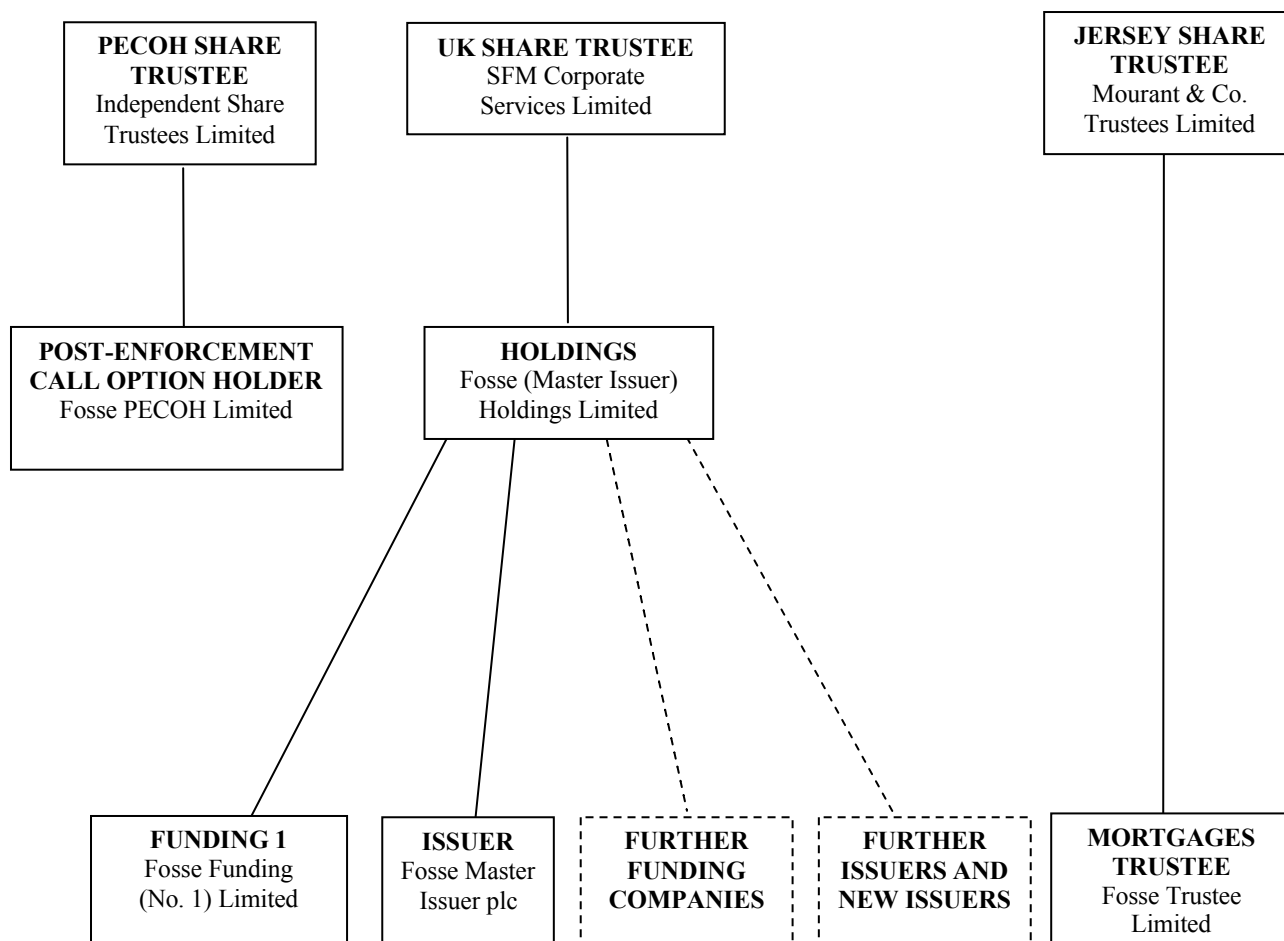 PECOH SHARE
TRUSTEE
Independent Share
Trustees Limited
UK SHARE TRUSTEE
SFM Corporate
Services Limited
JERSEY SHARE
TRUSTEE
Mourant & Co.
Trustees Limited
POST-ENFORCEMENT
CALL OPTION HOLDER
Fosse PECOH Limited
HOLDINGS
Fosse (Master Issuer)
Holdings Limited
FUNDING 1
Fosse Funding
(No. 1) Limited
ISSUER
Fosse Master
Issuer plc
FURTHER
FUNDING
COMPANIES
FURTHER
ISSUERS AND
NEW ISSUERS
MORTGAGES
TRUSTEE
Fosse Trustee
Limited